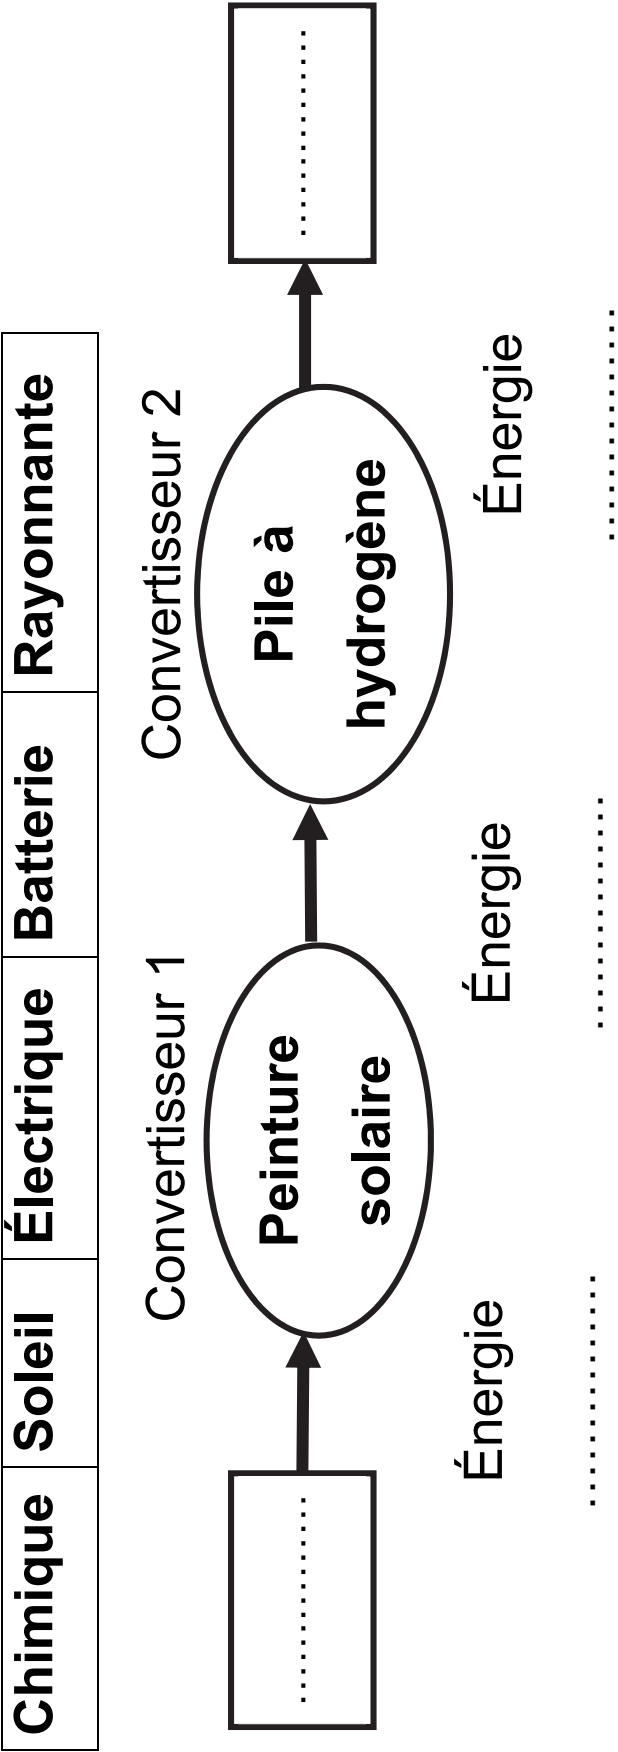 Chimique Soleil Électrique Batterie Rayonnante
Convertisseur 1 Convertisseur 2
.................... Peinture solaire Pile à hydrogène ....................
Énergie Énergie Énergie
.................... .................... ....................